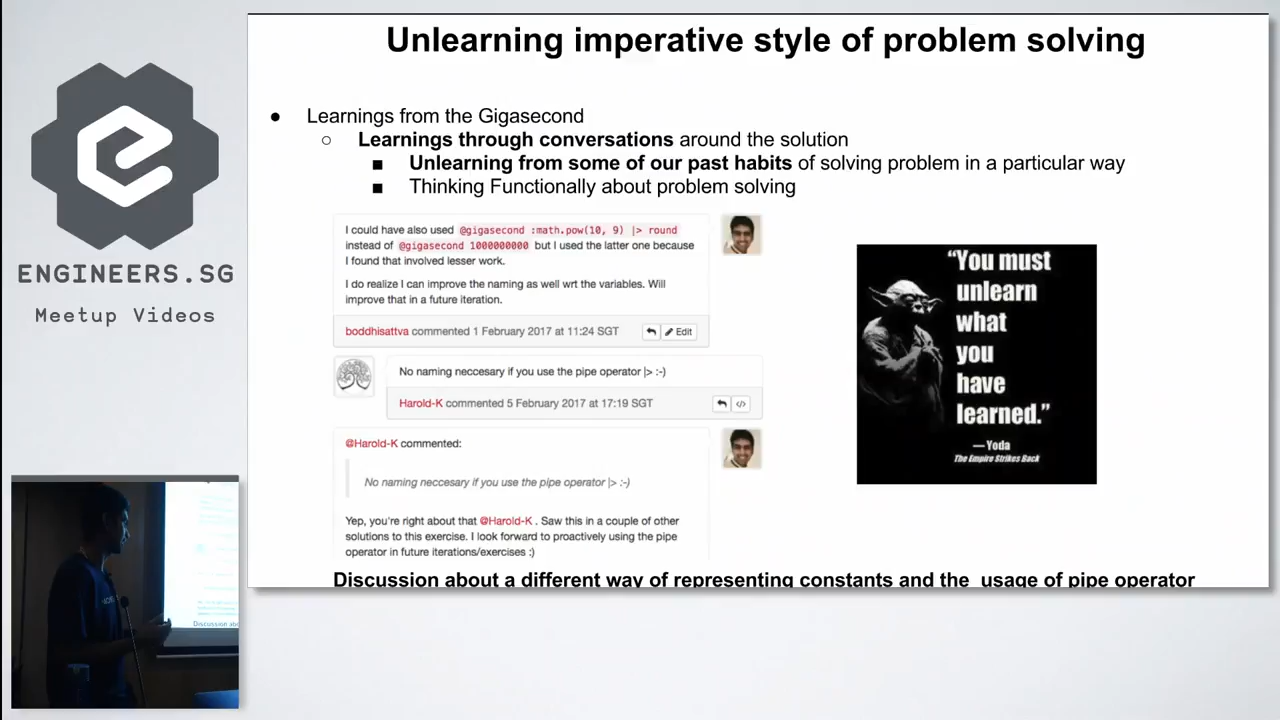 Unlearning imperative style of problem solving
● Learnings from the Gigasecond
○ Learnings through conversations around the solution
■ Unlearning from some of our past habits of solving problem in a particular way
■ Thinking Functionally about problem solving
I could have also used @gigasecond :math.pow(10, 9) |> round
instead of @gigasecond 1000000000 but I used the latter one because
I found that involved lesser work.
I do realize I can improve the naming as well wrt the variables. Will
improve that in a future iteration.
boddhisattva commented 1 February 2017 at 11:24 SGT
Edit
No naming neccesary if you use the pipe operator |> :-)
Harold-K commented 5 February 2017 at 17:19 SGT
</>
@Harold-K commented:
No naming neccesary if you use the pipe operator |> :-)
Yep, you're right about that @Harold-K . Saw this in a couple of other
solutions to this exercise. I look forward to proactively using the pipe
operator in future iterations/exercises :)
Discussion about a different way of representing constants and the usage of pipe operator
“You must
unlearn
what
you
have
learned.”
—Yoda
The Empire Strikes Back
ENGINEERS.SG
Meetup Videos
Discussion abo